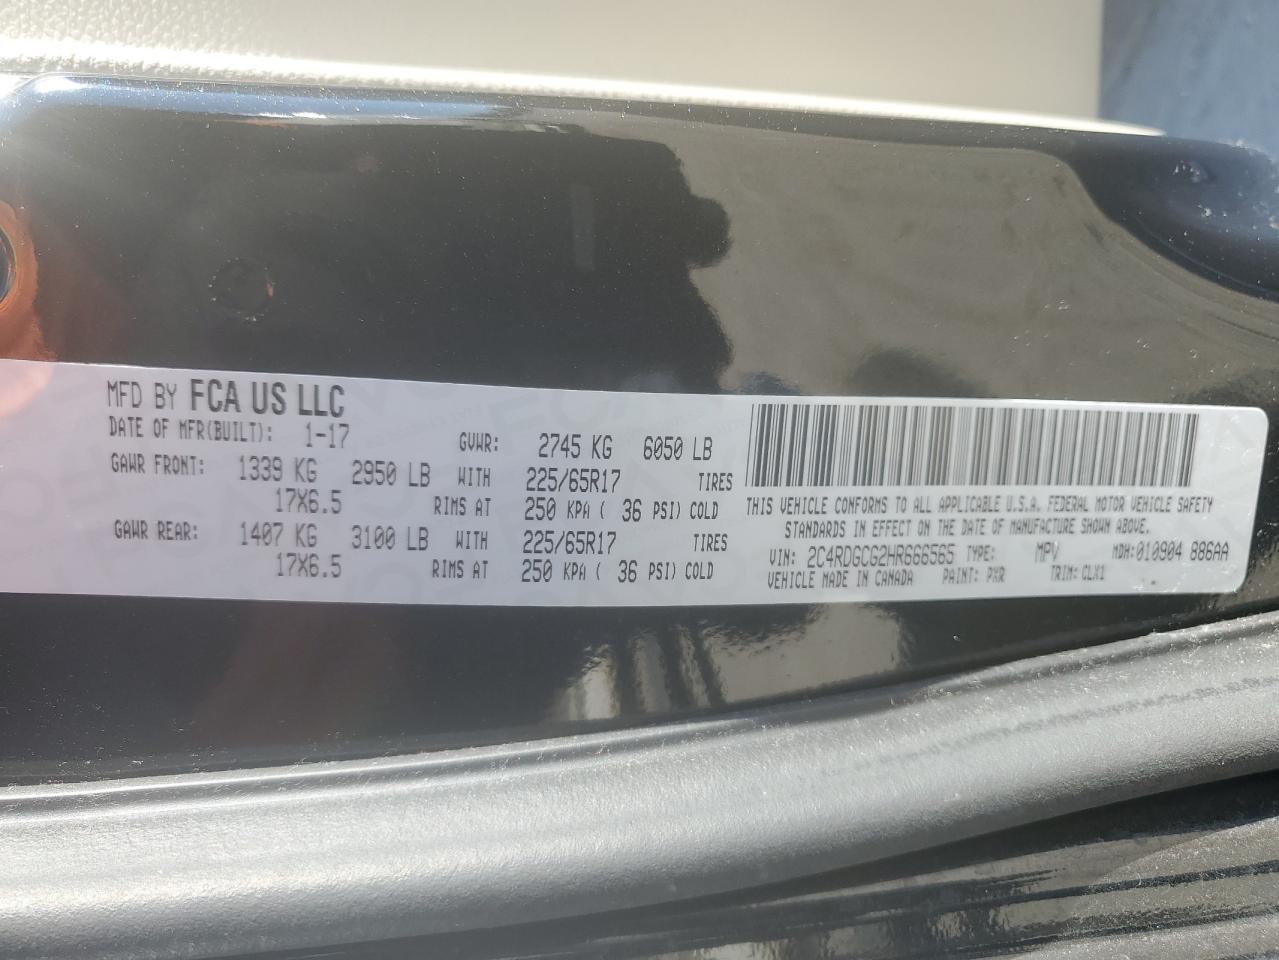 MFD BY FCA US LLC
DATE OF MFR(BUILT): 1-17 GVWR: 2745 KG 6050 LB
GAWR FRONT: 1339 KG 2950 LB WITH 225/65R17 TIRES
17X6.5 RIMS AT 250 KPA ( 36 PSI) COLD
GAWR REAR: 1407 KG 3100 LB WITH 225/65R17 TIRES
17X6.5 RIMS AT 250 KPA ( 36 PSI) COLD
THIS VEHICLE CONFORMS TO ALL APPLICABLE U.S.A. FEDERAL MOTOR VEHICLE SAFETY
STANDARDS IN EFFECT ON THE DATE OF MANUFACTURE SHOWN ABOVE.
VIN: 2C4RDGCG2HR666565 TYPE: MPV MDH:010904 886AA
VEHICLE MADE IN CANADA PAINT: PXR TRIM: GLX1